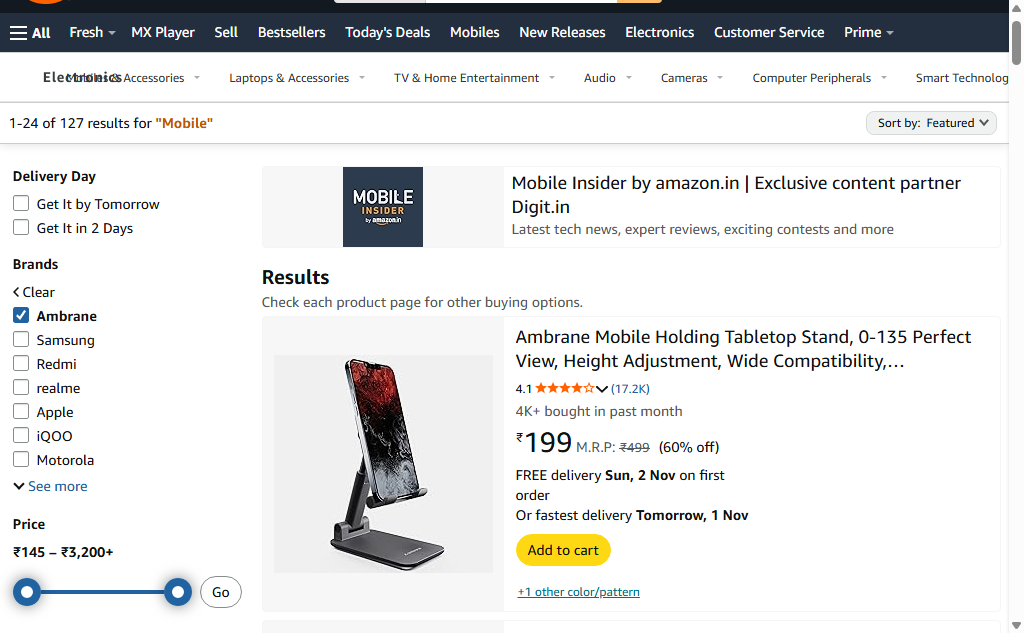 All
Fresh
MX Player
Sell
Bestsellers
Today's Deals
Mobiles
New Releases
Electronics
Customer Service
Prime
Electronics
Mobiles & Accessories
Laptops & Accessories
TV & Home Entertainment
Audio
Cameras
Computer Peripherals
Smart Technolog
1-24 of 127 results for "Mobile"
Sort by: Featured
Delivery Day
Get It by Tomorrow
Get It in 2 Days
Brands
Clear
Ambrane
Samsung
Redmi
realme
Apple
iQOO
Motorola
See more
Price
₹145 – ₹3,200+
Go
MOBILE
INSIDER
by amazon.in
Mobile Insider by amazon.in | Exclusive content partner
Digit.in
Latest tech news, expert reviews, exciting contests and more
Results
Check each product page for other buying options.
Ambrane Mobile Holding Tabletop Stand, 0-135 Perfect
View, Height Adjustment, Wide Compatibility,…
4.1 (17.2K)
4K+ bought in past month
₹199 M.R.P: ₹499 (60% off)
FREE delivery Sun, 2 Nov on first
order
Or fastest delivery Tomorrow, 1 Nov
Add to cart
+1 other color/pattern